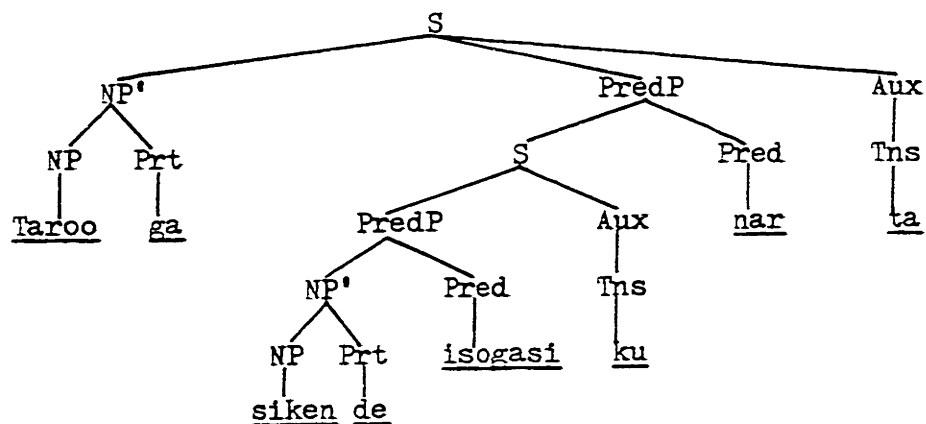 S
NP' PredP Aux
NP Prt S Pred Tns
Taroo ga PredP Aux nar ta
NP' Pred Tns
NP Prt isogasi ku
siken de